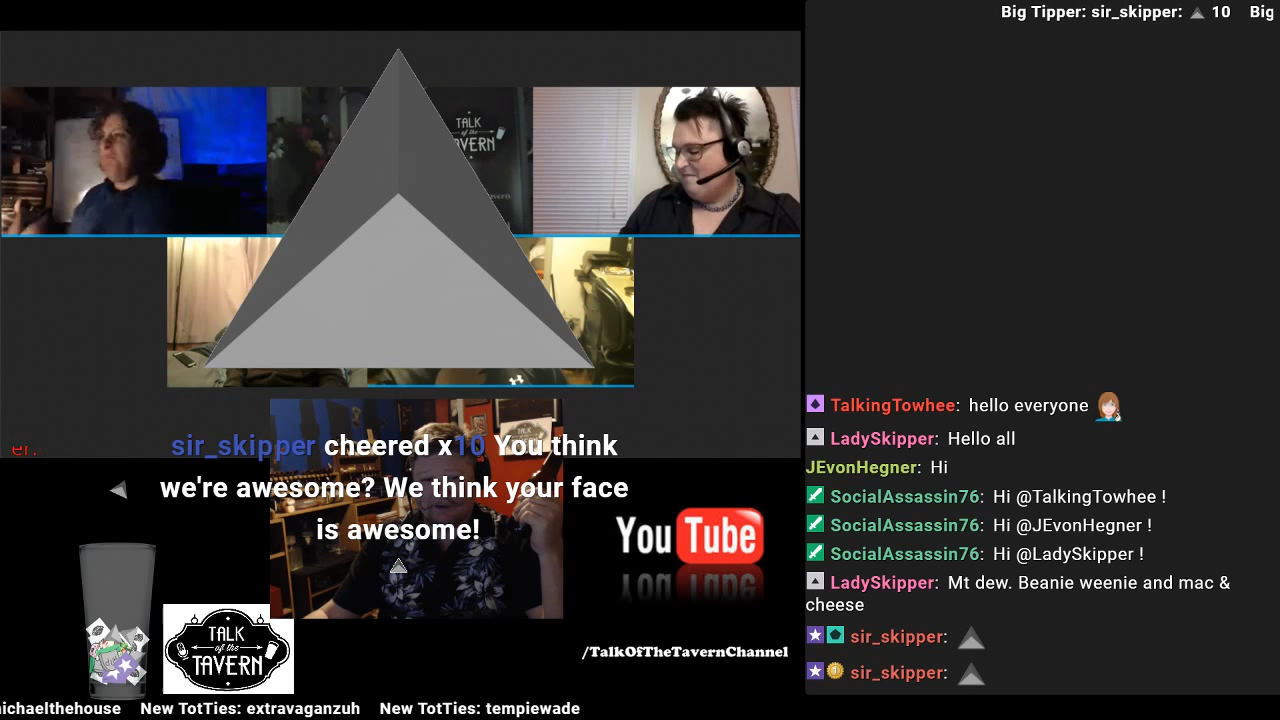 Big Tipper: sir_skipper: 10 Big
TALK
of the
TAVERN
TalkingTowhee: hello everyone
LadySkipper: Hello all
JEvonHegner: Hi
SocialAssassin76: Hi @TalkingTowhee !
SocialAssassin76: Hi @JEvonHegner !
SocialAssassin76: Hi @LadySkipper !
LadySkipper: Mt dew. Beanie weenie and mac &
cheese
sir_skipper:
sir_skipper:
er.
sir_skipper cheered x10 You think
we're awesome? We think your face
is awesome!
YouTube
TALK
of the
TAVERN
/TalkOfTheTavernChannel
ichaelthehouse New TotTies: extravaganzuh New TotTies: tempiewade